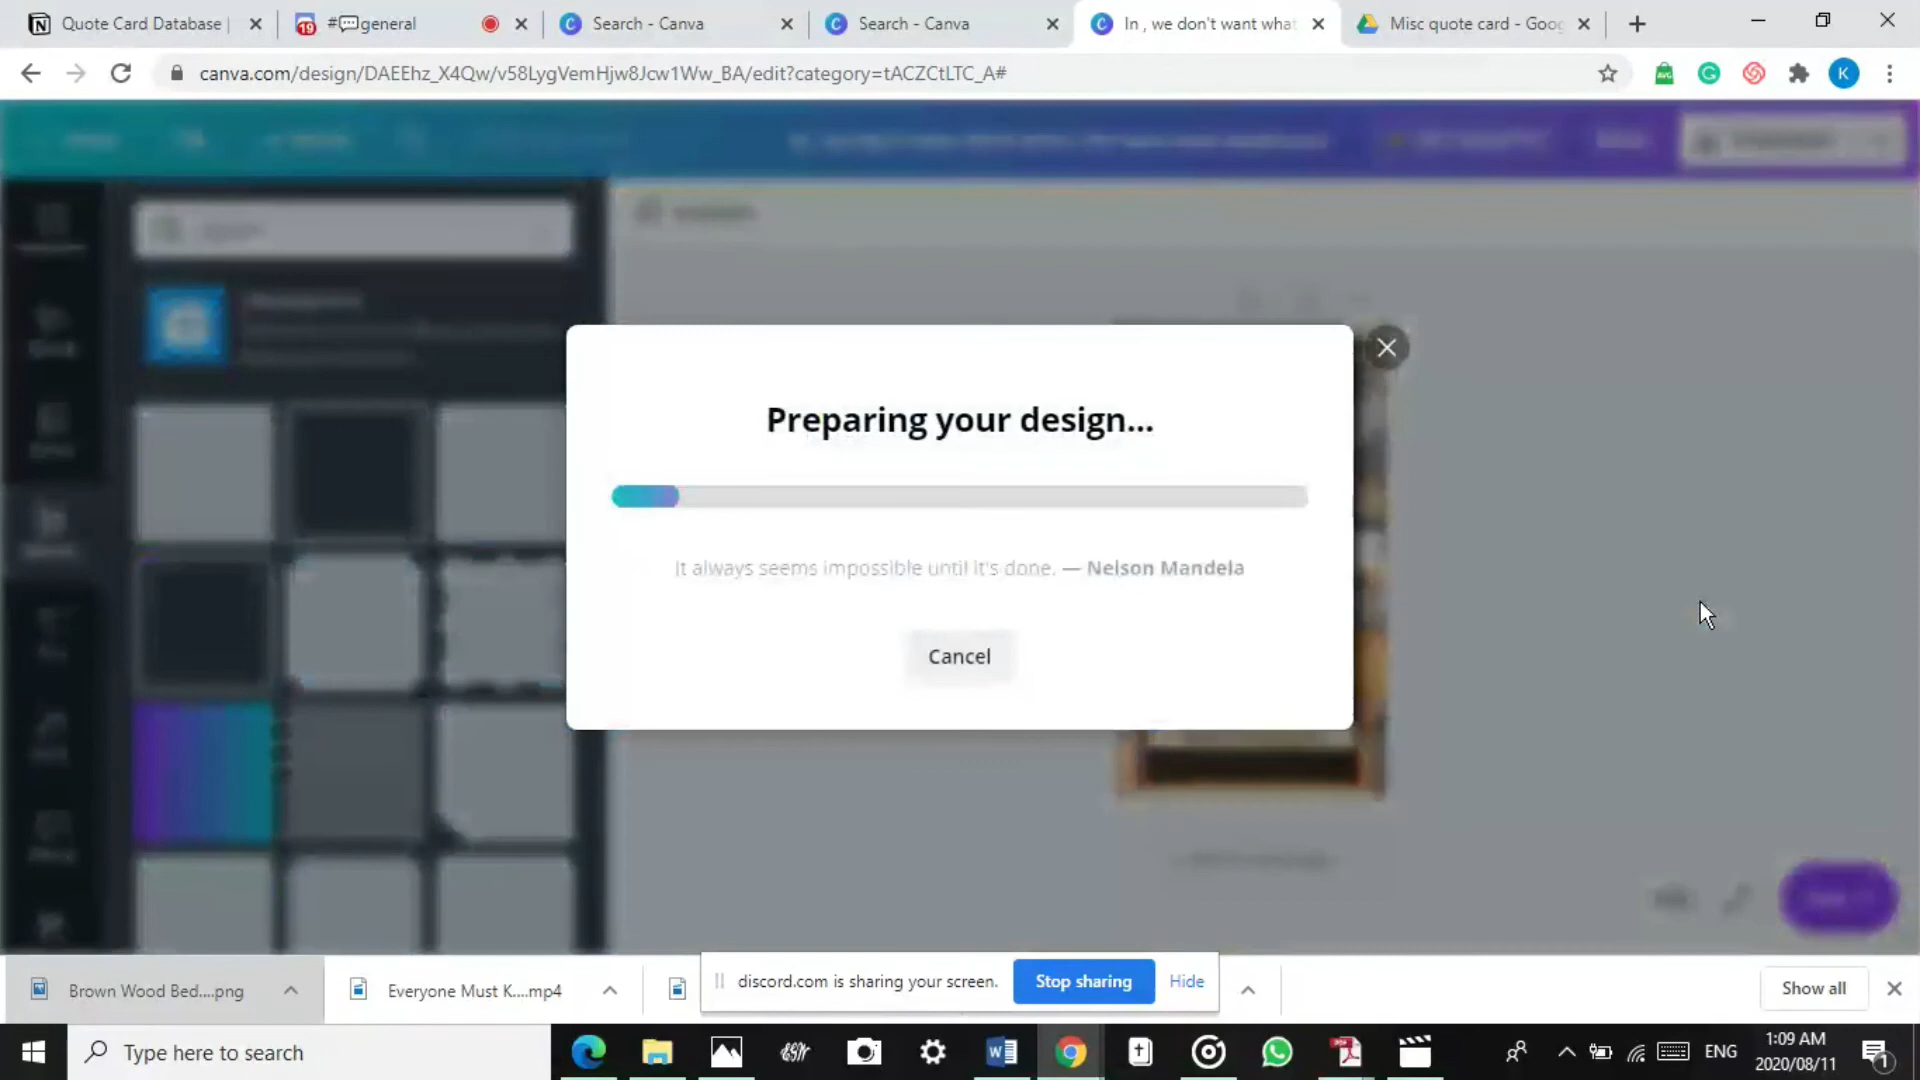 Quote Card Database |
19 #💬general
Search - Canva
Search - Canva
In , we don't want what
Misc quote card - Goog
canva.com/design/DAEEhz_X4Qw/v58LygVemHjw8Jcw1Ww_BA/edit?category=tACZCtLTC_A#
K
Preparing your design...
It always seems impossible until it's done. — Nelson Mandela
Cancel
Brown Wood Bed....png
Everyone Must K....mp4
discord.com is sharing your screen.
Stop sharing
Hide
Show all
Type here to search
ENG
1:09 AM
2020/08/11
1